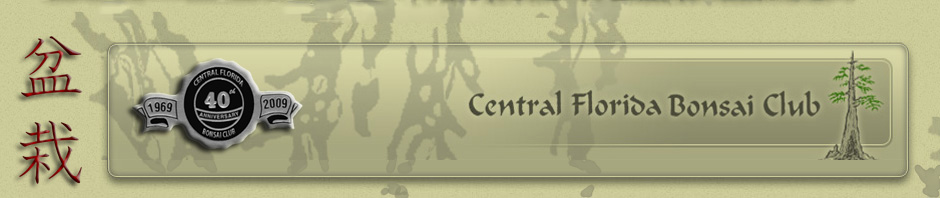 盆
栽
CENTRAL FLORIDA
1969
40th
2009
ANNIVERSARY
BONSAI CLUB
Central Florida Bonsai Club